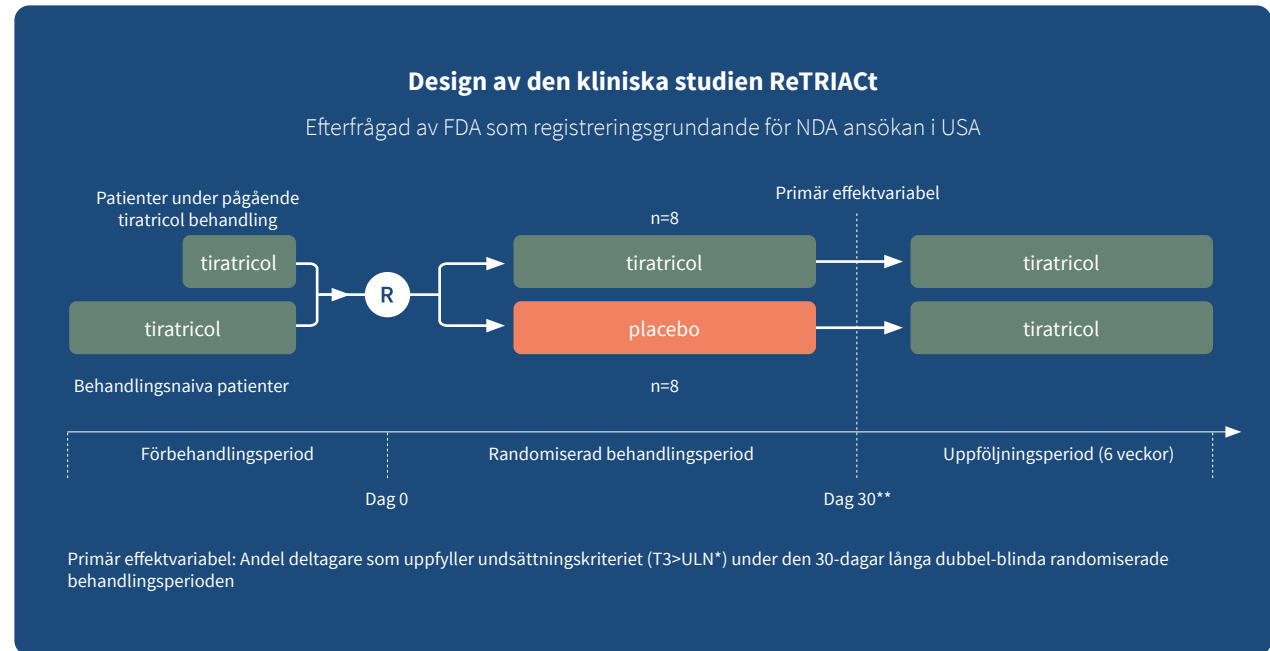 Design av den kliniska studien ReTRIACt
Efterfrågad av FDA som registreringsgrundande för NDA ansökan i USA
Patienter under pågående
tiratricol behandling
n=8
Primär effektvariabel
tiratricol
tiratricol
tiratricol
R
tiratricol
placebo
tiratricol
Behandlingsnaiva patienter
n=8
Förbehandlingsperiod
Randomiserad behandlingsperiod
Uppföljningsperiod (6 veckor)
Dag 0
Dag 30**
Primär effektvariabel: Andel deltagare som uppfyller undsättningskriteriet (T3>ULN*) under den 30-dagar långa dubbel-blinda randomiserade
behandlingsperioden